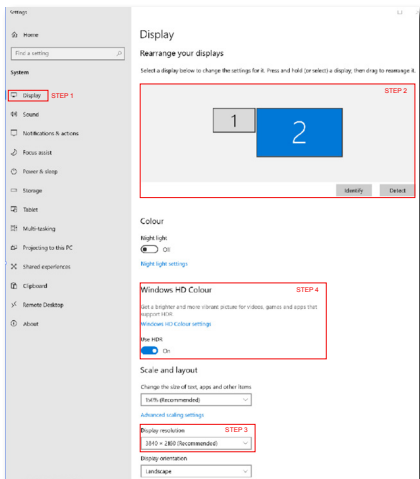 Settings
Home
Find a setting
System
Display STEP 1
Sound
Notifications & actions
Focus assist
Power & sleep
Storage
Tablet
Multi-tasking
Projecting to this PC
Shared experiences
Clipboard
Remote Desktop
About
Display
Rearrange your displays
Select a display below to change the settings for it. Press and hold (or select) a display, then drag to rearrange it.
STEP 2
1
2
Identify Detect
Colour
Night light
Off
Night light settings
Windows HD Colour STEP 4
Get a brighter and more vibrant picture for videos, games and apps that
support HDR.
Windows HD Colour settings
Use HDR
On
Scale and layout
Change the size of text, apps and other items
150% (Recommended)
Advanced scaling settings
Display resolution STEP 3
3840 × 2160 (Recommended)
Display orientation
Landscape